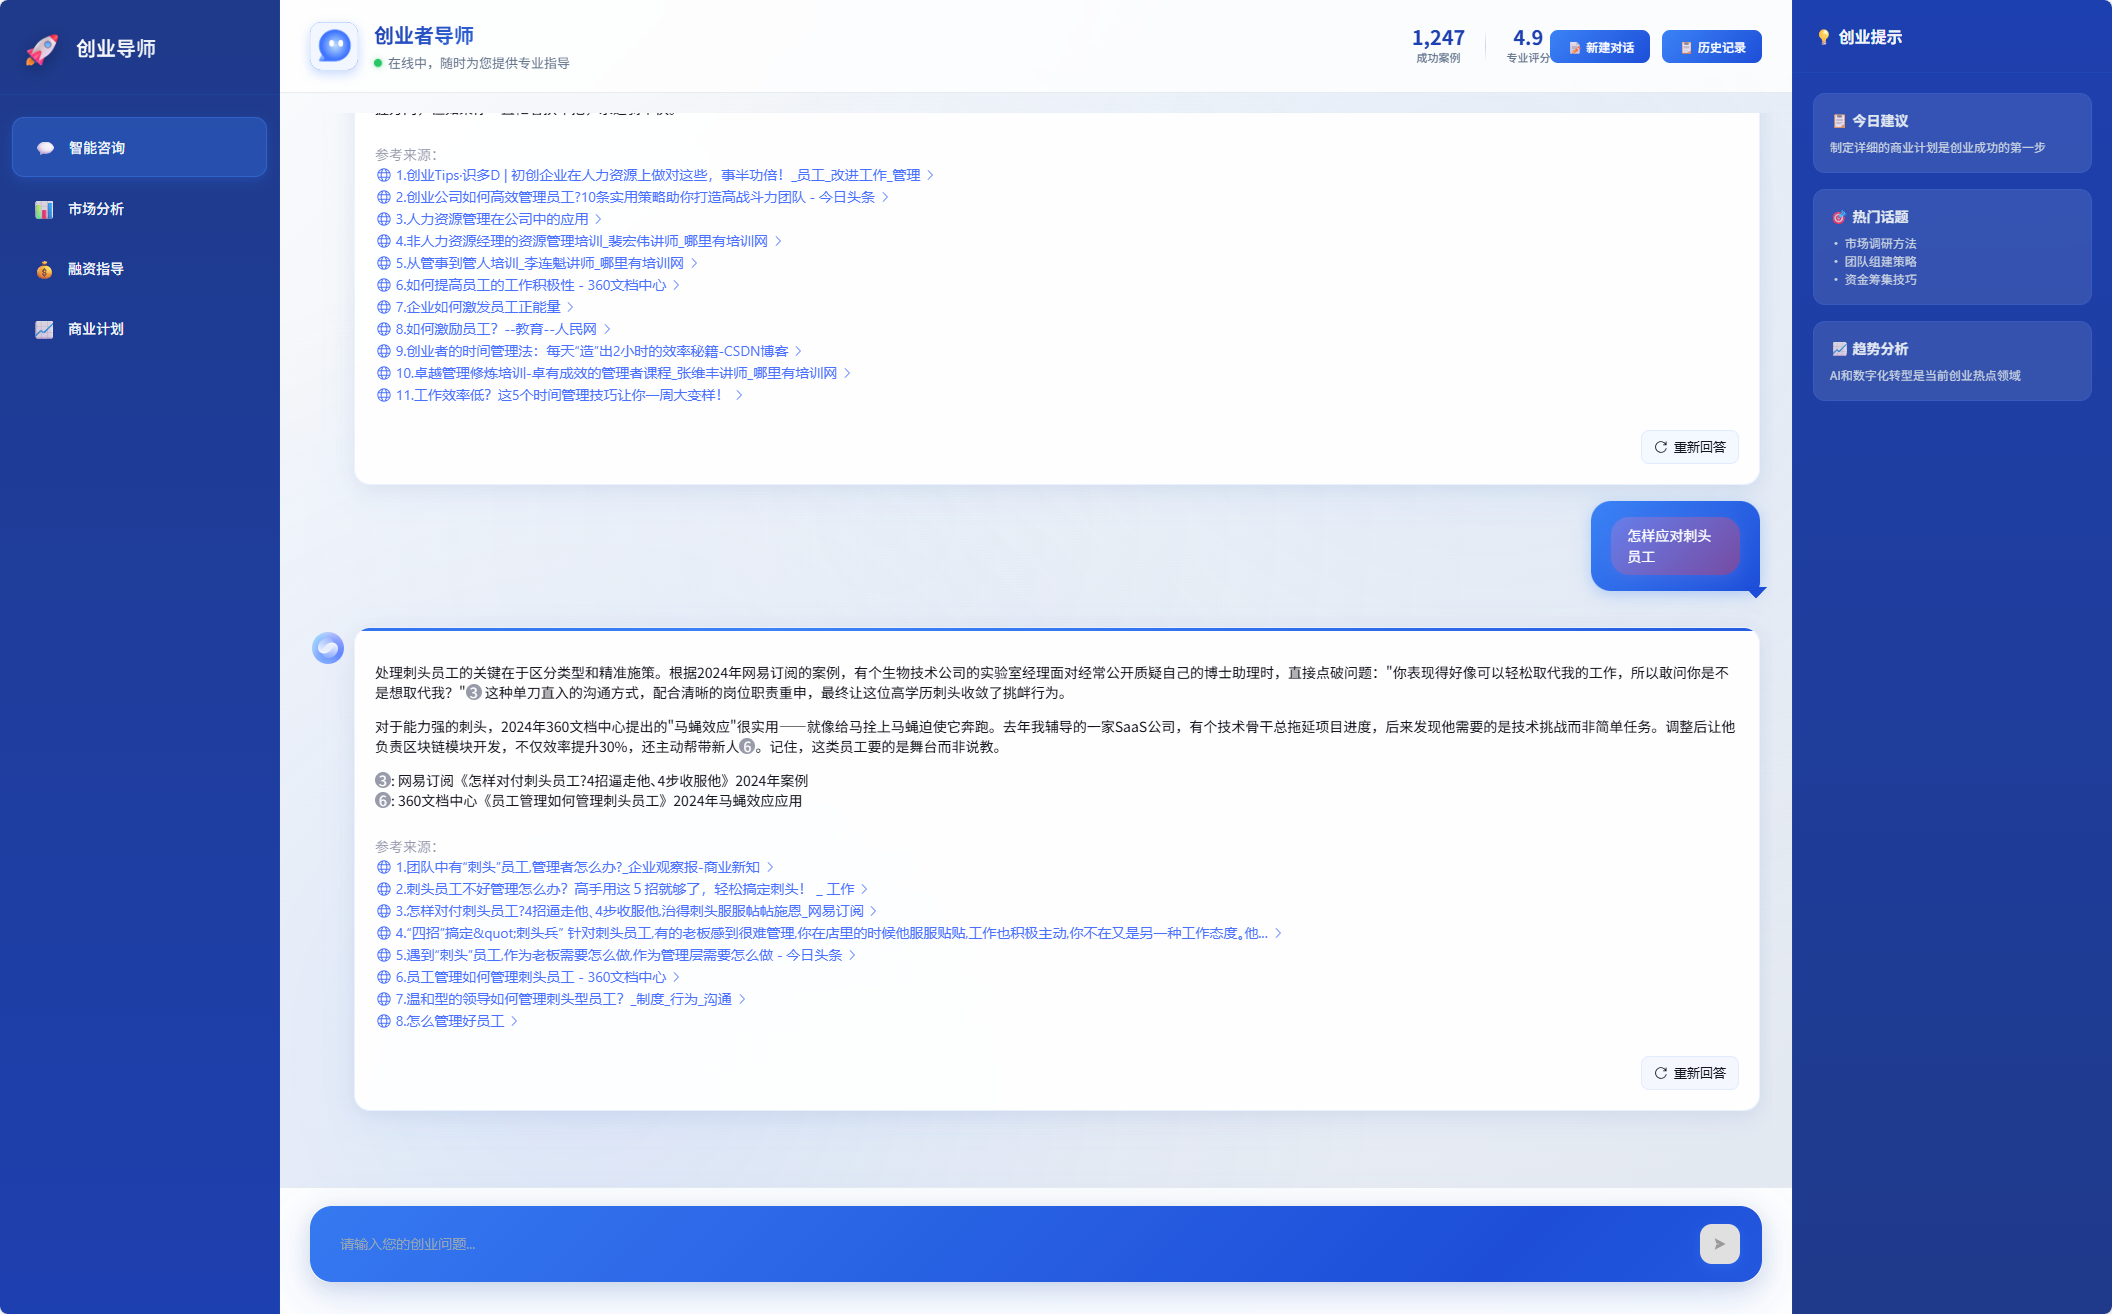 创业导师
智能咨询
市场分析
融资指导
商业计划
创业者导师
在线中，随时为您提供专业指导
1,247
成功案例
4.9
专业评分
新建对话
历史记录
参考来源：
1.创业Tips·识多D | 初创企业在人力资源上做对这些，事半功倍！_员工_改进工作_管理
2.创业公司如何高效管理员工?10条实用策略助你打造高战斗力团队 - 今日头条
3.人力资源管理在公司中的应用
4.非人力资源经理的资源管理培训_裴宏伟讲师_哪里有培训网
5.从管事到管人培训_李连魁讲师_哪里有培训网
6.如何提高员工的工作积极性 - 360文档中心
7.企业如何激发员工正能量
8.如何激励员工？--教育--人民网
9.创业者的时间管理法：每天"造"出2小时的效率秘籍-CSDN博客
10.卓越管理修炼培训-卓有成效的管理者课程_张维丰讲师_哪里有培训网
11.工作效率低？这5个时间管理技巧让你一周大变样！
重新回答
怎样应对刺头
员工
处理刺头员工的关键在于区分类型和精准施策。根据2024年网易订阅的案例，有个生物技术公司的实验室经理面对经常公开质疑自己的博士助理时，直接点破问题："你表现得好像可以轻松取代我的工作，所以敢问你是不
是想取代我？"3 这种单刀直入的沟通方式，配合清晰的岗位职责重申，最终让这位高学历刺头收敛了挑衅行为。
对于能力强的刺头，2024年360文档中心提出的"马蝇效应"很实用——就像给马拴上马蝇迫使它奔跑。去年我辅导的一家SaaS公司，有个技术骨干总拖延项目进度，后来发现他需要的是技术挑战而非简单任务。调整后让他
负责区块链模块开发，不仅效率提升30%，还主动帮带新人6。记住，这类员工要的是舞台而非说教。
3: 网易订阅《怎样对付刺头员工?4招逼走他、4步收服他》2024年案例
6: 360文档中心《员工管理如何管理刺头员工》2024年马蝇效应应用
参考来源：
1.团队中有"刺头"员工,管理者怎么办?_企业观察报-商业新知
2.刺头员工不好管理怎么办？高手用这５招就够了，轻松搞定刺头！ _ 工作
3.怎样对付刺头员工?4招逼走他、4步收服他,治得刺头服服帖帖施恩_网易订阅
4."四招"搞定&quot;刺头兵" 针对刺头员工,有的老板感到很难管理,你在店里的时候他服服贴贴,工作也积极主动,你不在又是另一种工作态度。他...
5.遇到"刺头"员工,作为老板需要怎么做,作为管理层需要怎么做 - 今日头条
6.员工管理如何管理刺头员工 - 360文档中心
7.温和型的领导如何管理刺头型员工？_制度_行为_沟通
8.怎么管理好员工
重新回答
请输入您的创业问题...
创业提示
今日建议
制定详细的商业计划是创业成功的第一步
热门话题
• 市场调研方法
• 团队组建策略
• 资金筹集技巧
趋势分析
AI和数字化转型是当前创业热点领域